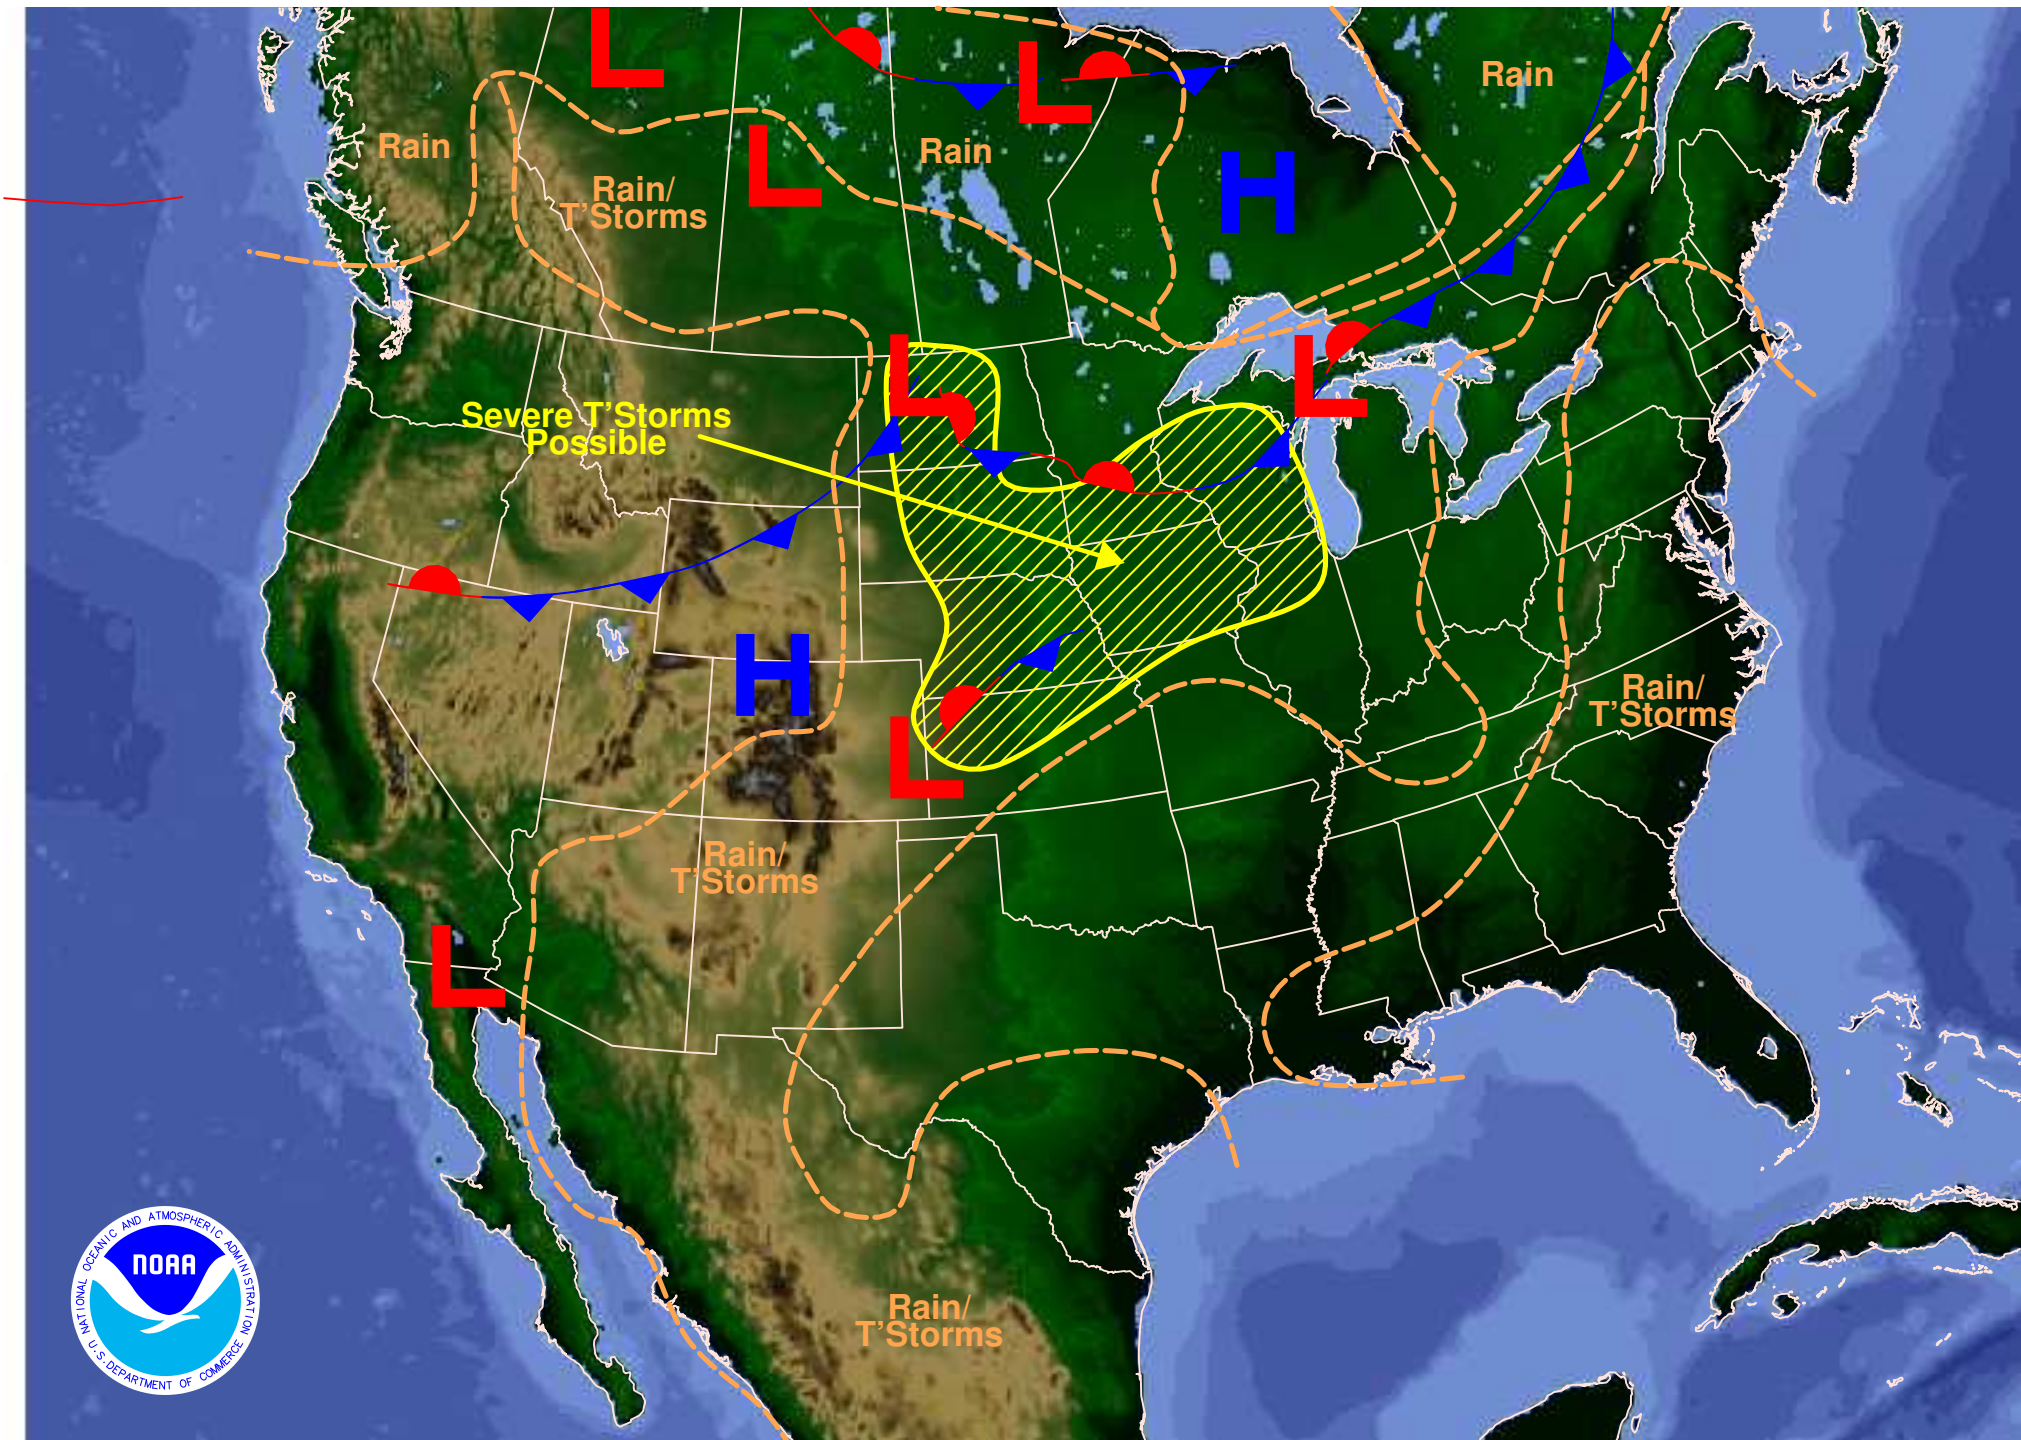 L
L
L
Rain
Rain
Rain
Rain/
T'Storms
L
H
L
L
Severe T'Storms
Possible
H
L
Rain/
T'Storms
Rain/
T'Storms
L
Rain/
T'Storms
NATIONAL OCEANIC AND ATMOSPHERIC ADMINISTRATION
NOAA
U.S. DEPARTMENT OF COMMERCE